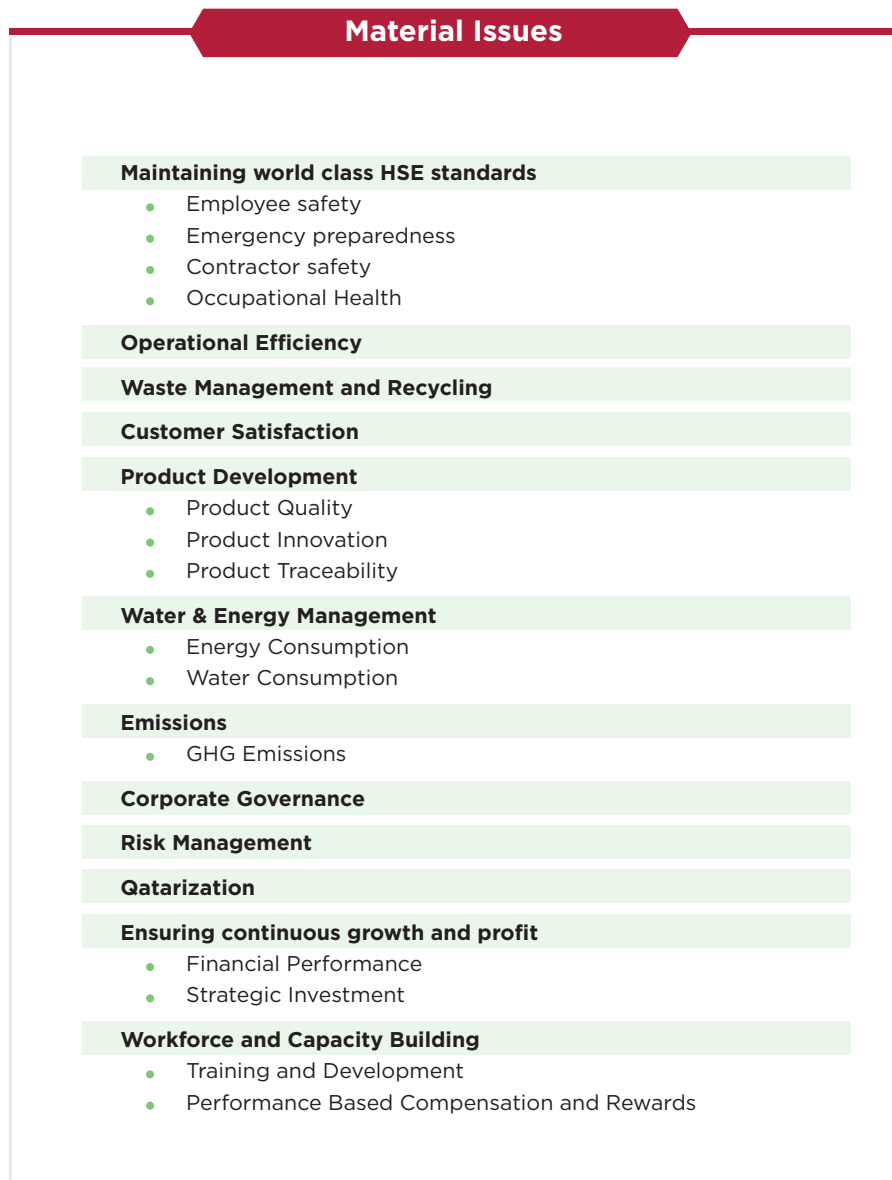 Material Issues
Maintaining world class HSE standards
Employee safety
Emergency preparedness
Contractor safety
Occupational Health
Operational Efficiency
Waste Management and Recycling
Customer Satisfaction
Product Development
Product Quality
Product Innovation
Product Traceability
Water & Energy Management
Energy Consumption
Water Consumption
Emissions
GHG Emissions
Corporate Governance
Risk Management
Qatarization
Ensuring continuous growth and profit
Financial Performance
Strategic Investment
Workforce and Capacity Building
Training and Development
Performance Based Compensation and Rewards